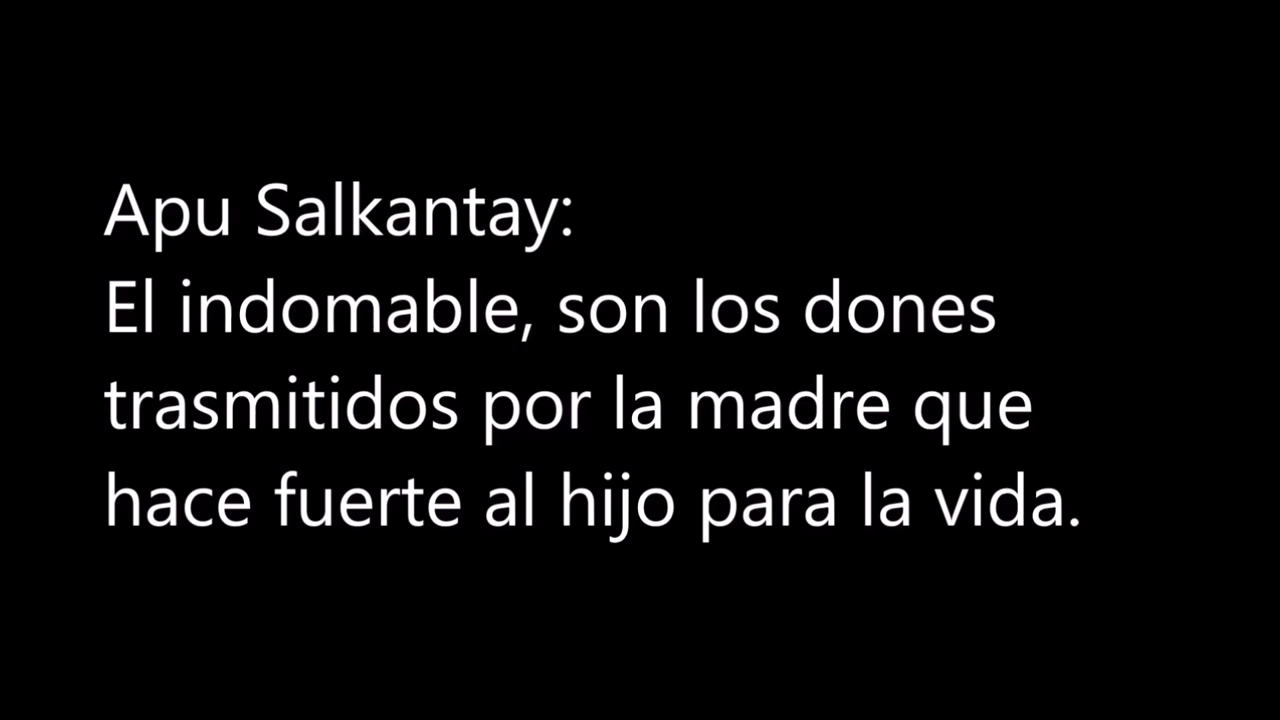 Apu Salkantay:
El indomable, son los dones
trasmitidos por la madre que
hace fuerte al hijo para la vida.